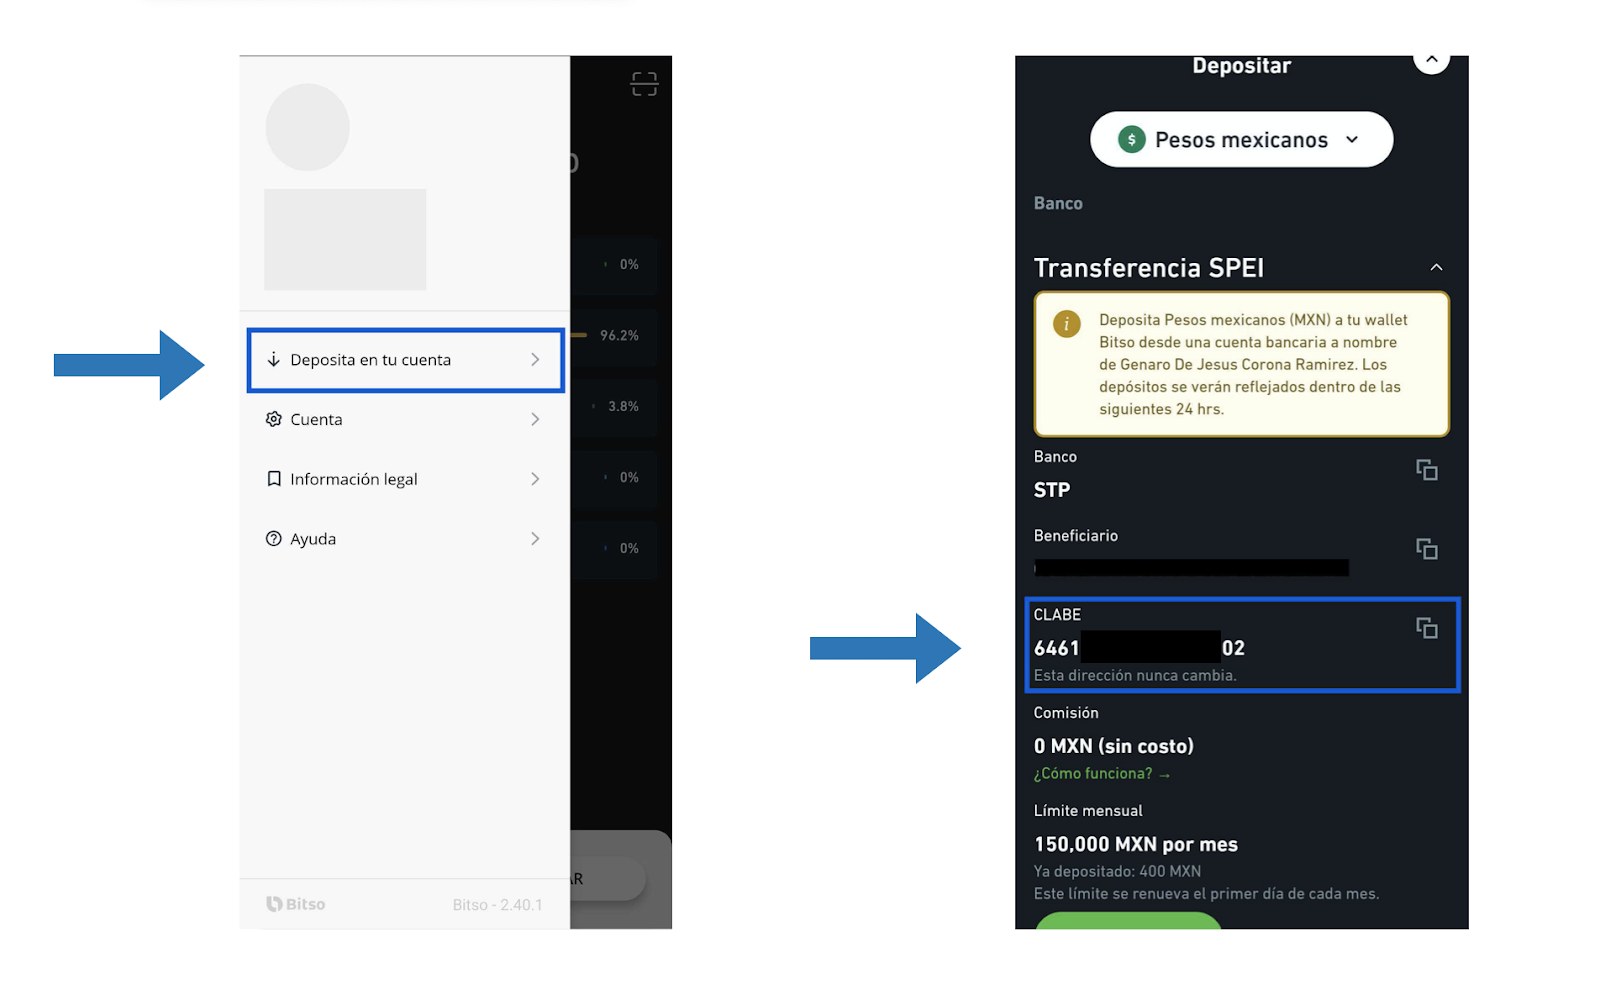 0%
96.2%
Deposita en tu cuenta
3.8%
Cuenta
0%
Información legal
0%
Ayuda
AR
Bitso
Bitso - 2.40.1
Depositar
$ Pesos mexicanos
Banco
Transferencia SPEI
i
Deposita Pesos mexicanos (MXN) a tu wallet
Bitso desde una cuenta bancaria a nombre
de Genaro De Jesus Corona Ramirez. Los
depósitos se verán reflejados dentro de las
siguientes 24 hrs.
Banco
STP
Beneficiario
CLABE
6461 02
Esta dirección nunca cambia.
Comisión
0 MXN (sin costo)
¿Cómo funciona? →
Límite mensual
150,000 MXN por mes
Ya depositado: 400 MXN
Este límite se renueva el primer día de cada mes.